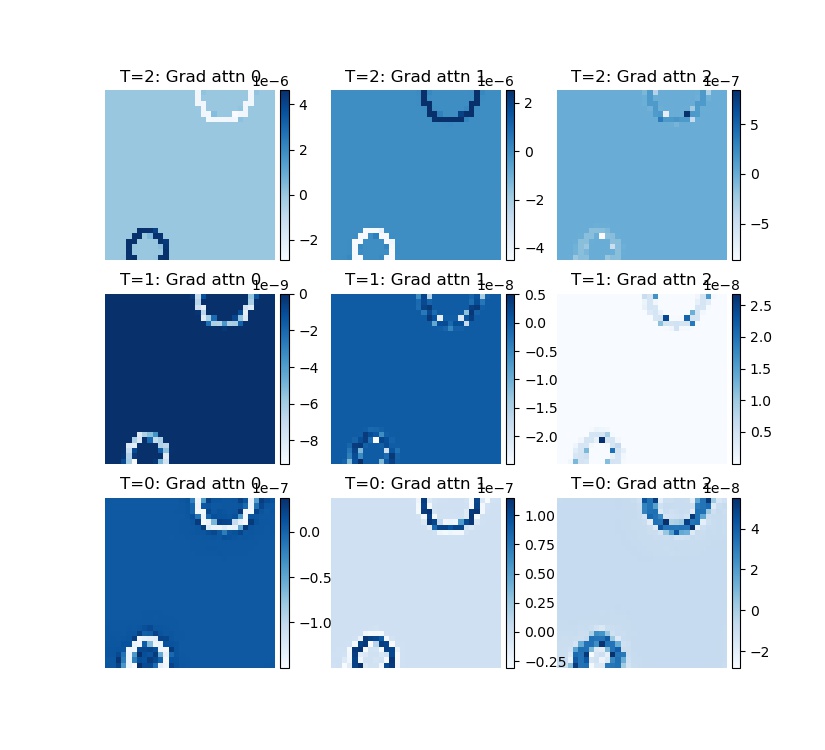 T=2: Grad attn 0
1e−6
T=2: Grad attn 1
1e−6
T=2: Grad attn 2
1e−7
4
2
0
−2
2
0
−2
−4
5
0
−5
T=1: Grad attn 0
1e−9
T=1: Grad attn 1
1e−8
T=1: Grad attn 2
1e−8
0
−2
−4
−6
−8
0.5
0.0
−0.5
−1.0
−1.5
−2.0
2.5
2.0
1.5
1.0
0.5
T=0: Grad attn 0
1e−7
T=0: Grad attn 1
1e−7
T=0: Grad attn 2
1e−8
0.0
−0.5
−1.0
1.00
0.75
0.50
0.25
0.00
−0.25
4
2
0
−2